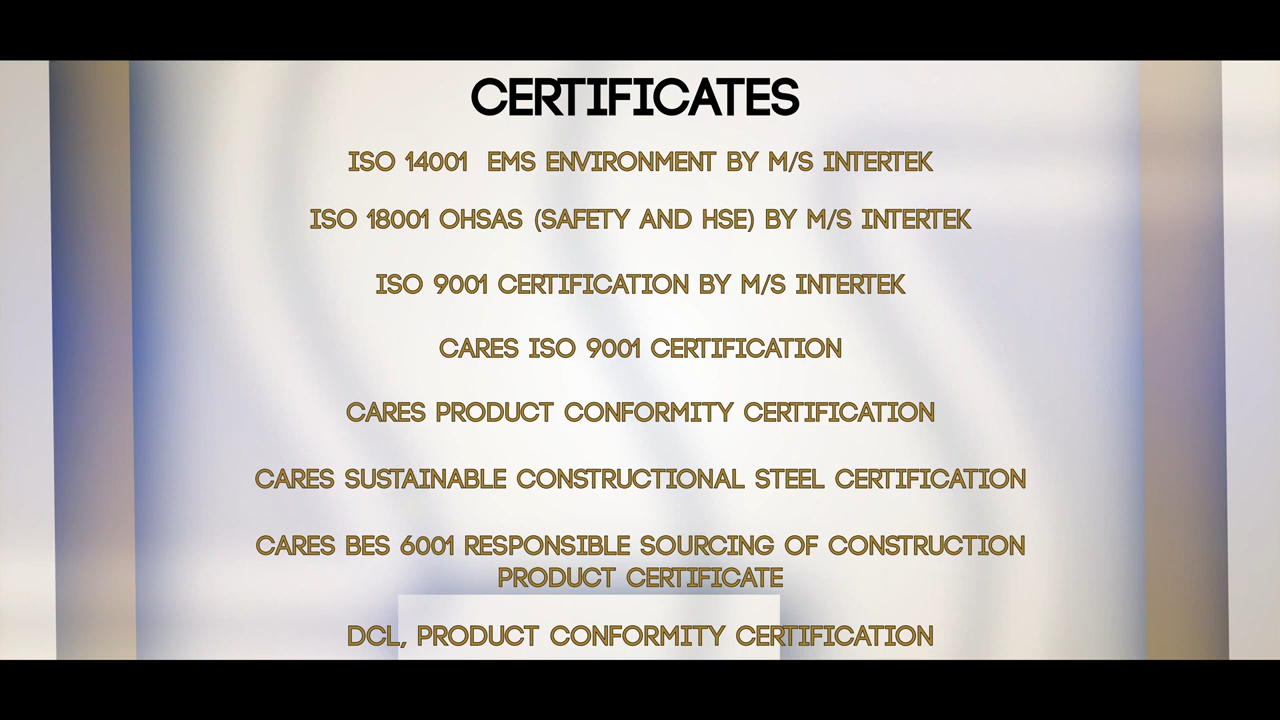 CERTIFICATES
ISO 14001 EMS ENVIRONMENT BY M/S INTERTEK
ISO 18001 OHSAS (SAFETY AND HSE) BY M/S INTERTEK
ISO 9001 CERTIFICATION BY M/S INTERTEK
CARES ISO 9001 CERTIFICATION
CARES PRODUCT CONFORMITY CERTIFICATION
CARES SUSTAINABLE CONSTRUCTIONAL STEEL CERTIFICATION
CARES BES 6001 RESPONSIBLE SOURCING OF CONSTRUCTION
PRODUCT CERTIFICATE
DCL, PRODUCT CONFORMITY CERTIFICATION